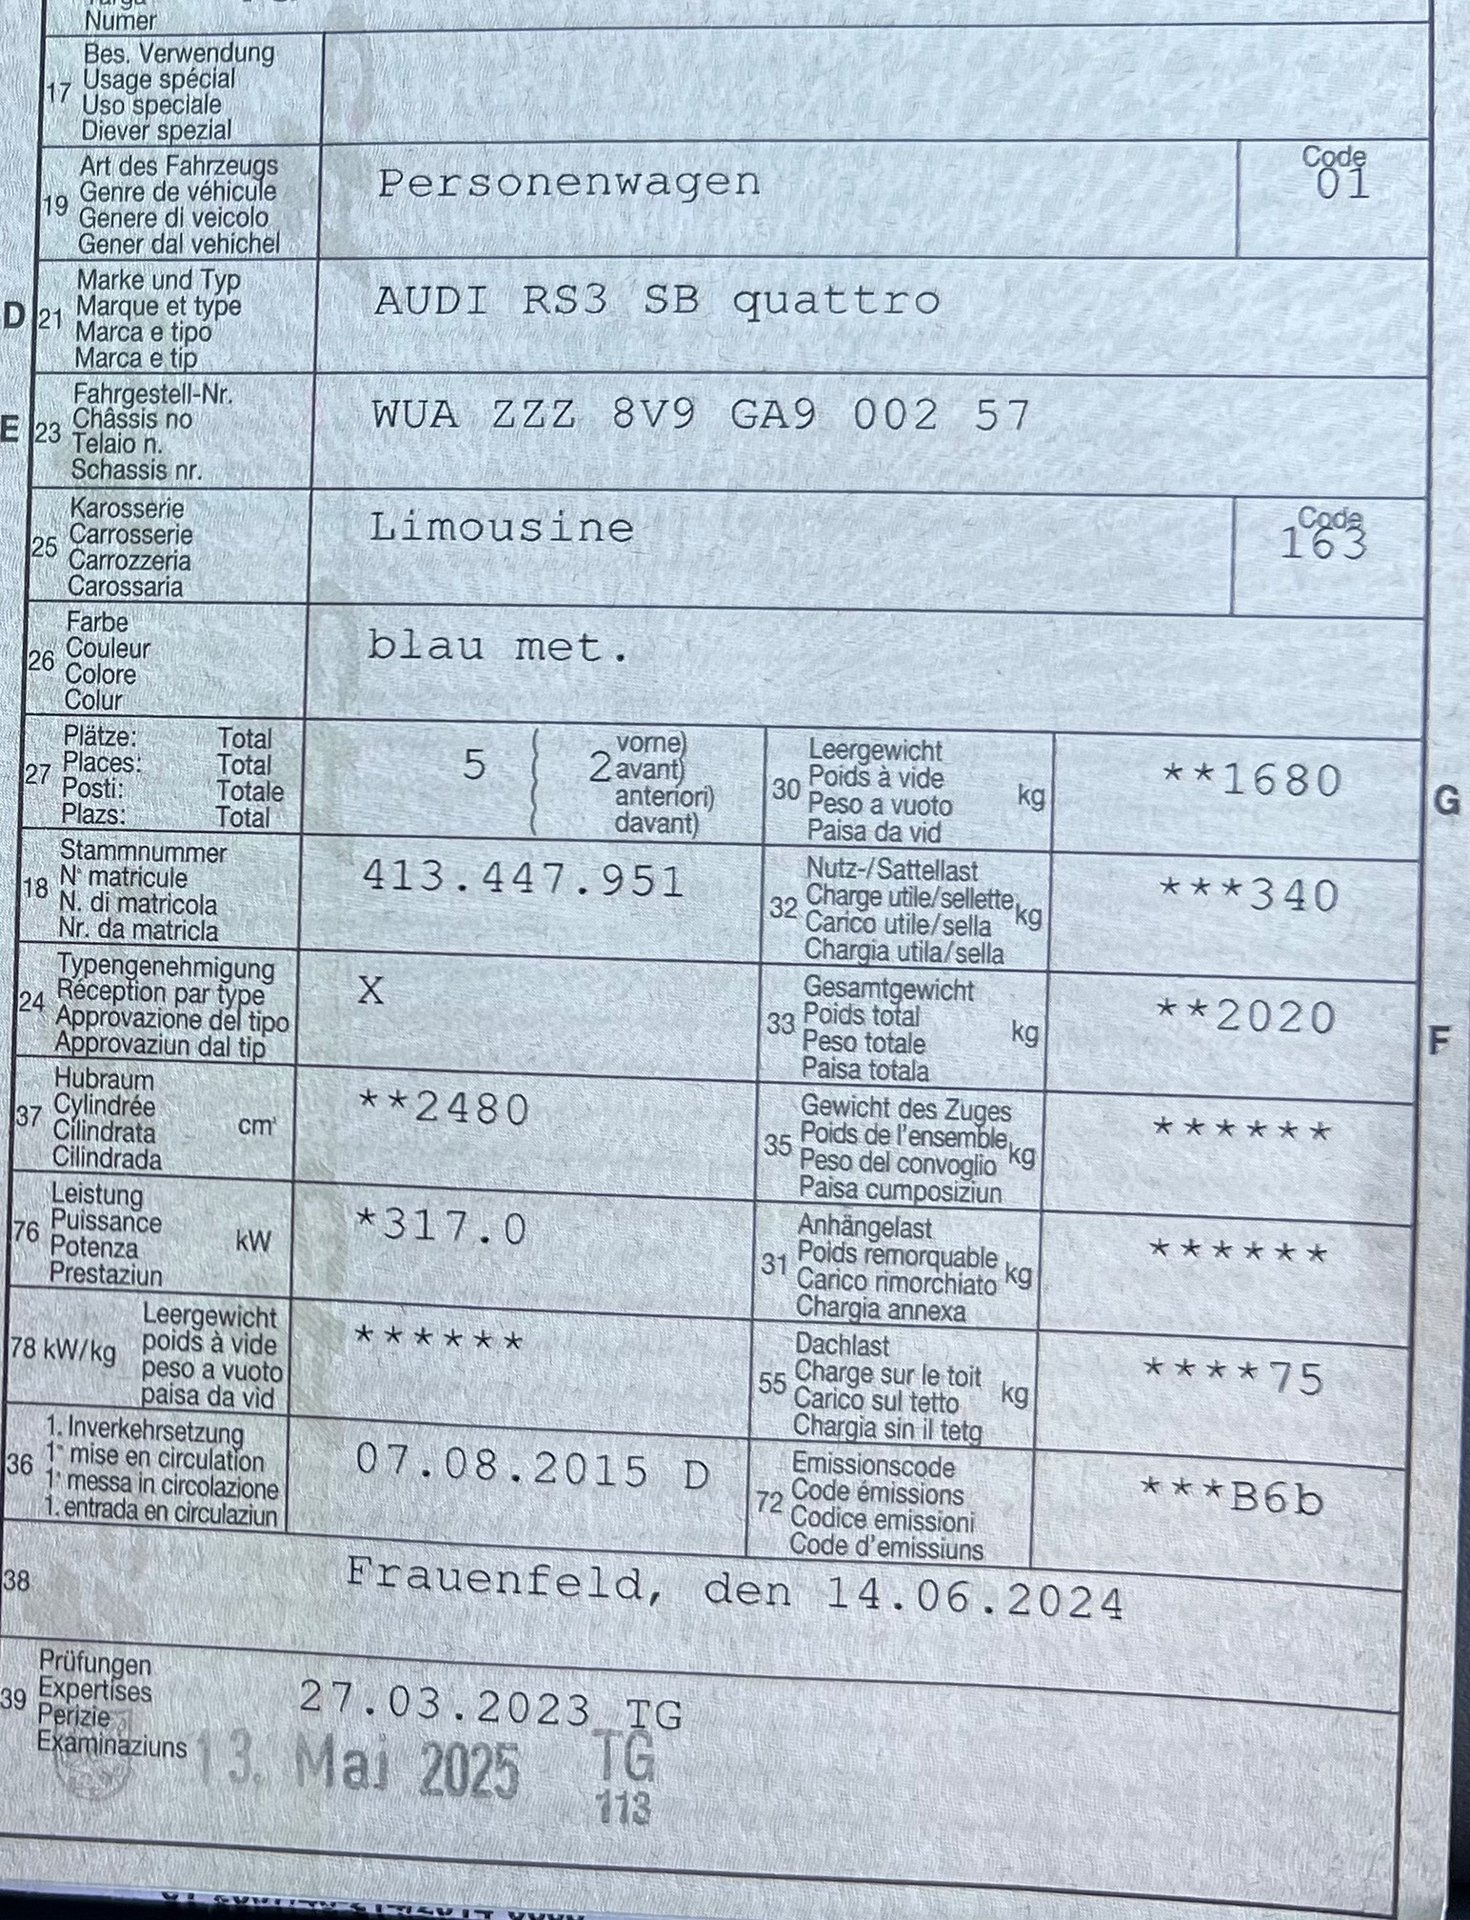 Targa
Numer
17
Bes. Verwendung
Usage spécial
Uso speciale
Diever spezial
19
Art des Fahrzeugs
Genre de véhicule
Genere di veicolo
Gener dal vehichel
Personenwagen
Code
01
D
21
Marke und Typ
Marque et type
Marca e tipo
Marca e tip
AUDI RS3 SB quattro
E
23
Fahrgestell-Nr.
Châssis no
Telaio n.
Schassis nr.
WUA ZZZ 8V9 GA9 002 57
25
Karosserie
Carrosserie
Carrozzeria
Carossaria
Limousine
Code
163
26
Farbe
Couleur
Colore
Colur
blau met.
27
Plätze: Total
Places: Total
Posti: Totale
Plazs: Total
5
2
vorne)
avant)
anteriori)
davant)
30
Leergewicht
Poids à vide
Peso a vuoto
Paisa da vid
kg
**1680
G
18
Stammnummer
N° matricule
N. di matricola
Nr. da matricla
413.447.951
32
Nutz-/Sattellast
Charge utile/sellette
Carico utile/sella
Chargia utila/sella
kg
***340
24
Typengenehmigung
Réception par type
Approvazione del tipo
Approvaziun dal tip
X
33
Gesamtgewicht
Poids total
Peso totale
Paisa totala
kg
**2020
F
37
Hubraum
Cylindrée
Cilindrata
Cilindrada
cm³
**2480
35
Gewicht des Zuges
Poids de l'ensemble
Peso del convoglio
Paisa cumposiziun
kg
******
76
Leistung
Puissance
Potenza
Prestaziun
kW
*317.0
31
Anhängelast
Poids remorquable
Carico rimorchiato
Chargia annexa
kg
******
78 kW/kg
Leergewicht
poids à vide
peso a vuoto
paisa da vid
******
55
Dachlast
Charge sur le toit
Carico sul tetto
Chargia sin il tetg
kg
****75
36
1. Inverkehrsetzung
1re mise en circulation
1a messa in circolazione
1. entrada en circulaziun
07.08.2015 D
72
Emissionscode
Code émissions
Codice emissioni
Code d'emissiuns
***B6b
38
Frauenfeld, den 14.06.2024
39
Prüfungen
Expertises
Perizie
Examinaziuns
27.03.2023 TG
13. Mai 2025 TG
113